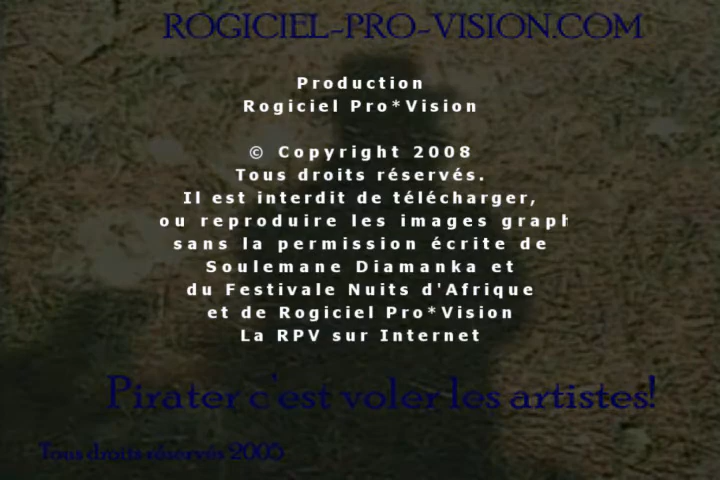 ROGICIEL-PRO-VISION.COM
Production
Rogiciel Pro*Vision
© Copyright 2008
Tous droits réservés.
Il est interdit de télécharger,
ou reproduire les images graph
sans la permission écrite de
Soulemane Diamanka et
du Festivale Nuits d'Afrique
et de Rogiciel Pro*Vision
La RPV sur Internet
Pirater c'est voler les artistes!
Tous droits réservés